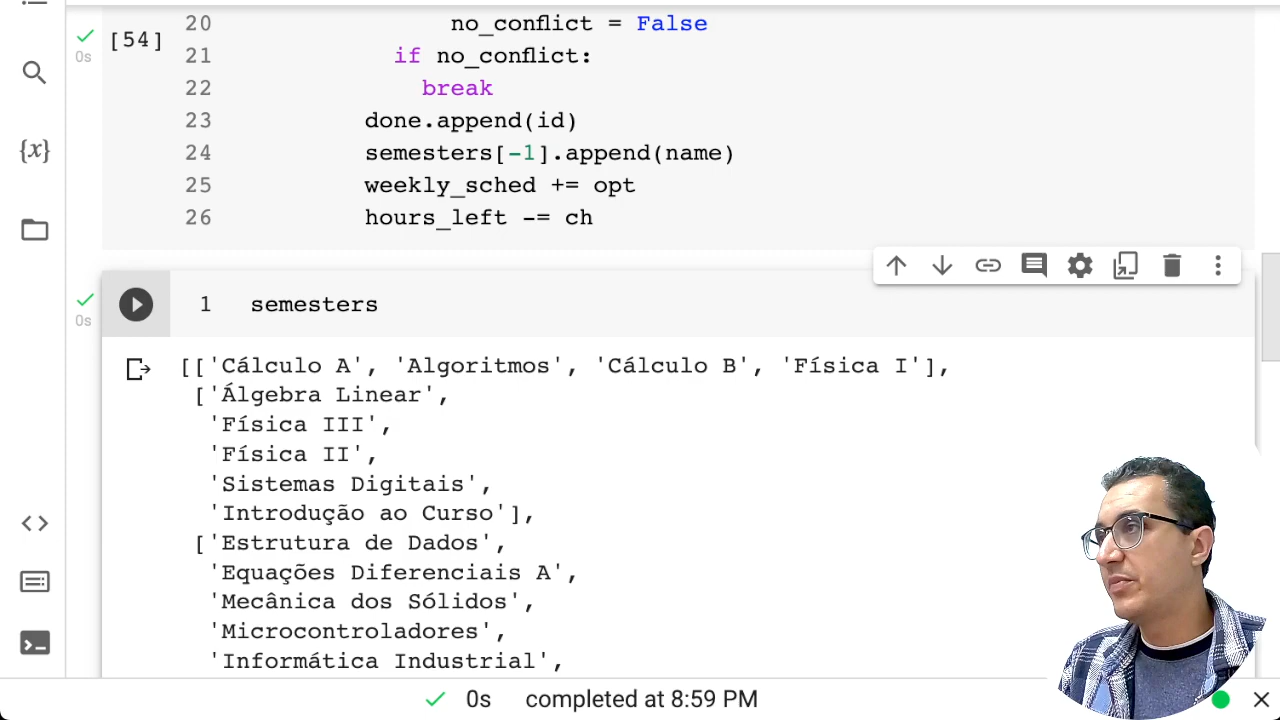 20 no_conflict = False
[54]
0s
21 if no_conflict:
22 break
23 done.append(id)
24 semesters[-1].append(name)
25 weekly_sched += opt
26 hours_left -= ch
{x}
0s
1 semesters
[['Cálculo A', 'Algoritmos', 'Cálculo B', 'Física I'],
['Álgebra Linear',
'Física III',
'Física II',
'Sistemas Digitais',
'Introdução ao Curso'],
['Estrutura de Dados',
'Equações Diferenciais A',
'Mecânica dos Sólidos',
'Microcontroladores',
'Informática Industrial',
0s completed at 8:59 PM